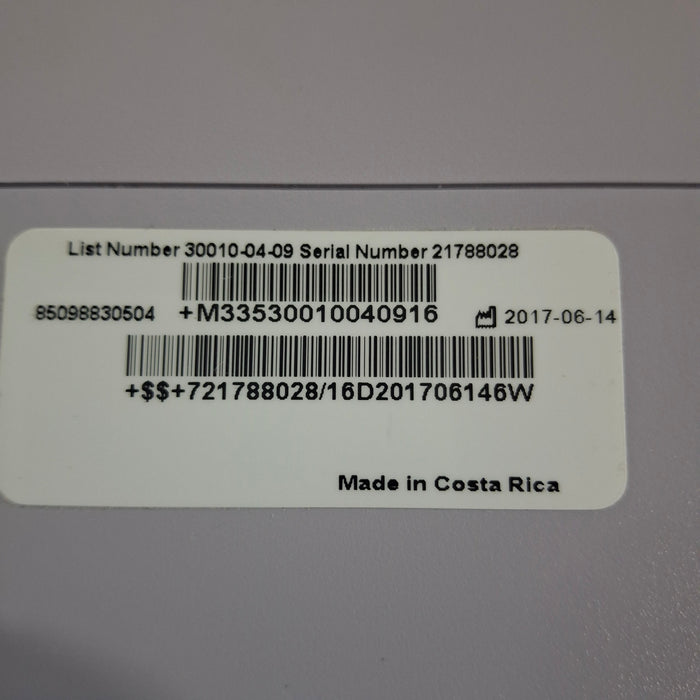 List Number 30010-04-09 Serial Number 21788028
85098830504 +M33530010040916 2017-06-14
+$$+721788028/16D201706146W
Made in Costa Rica